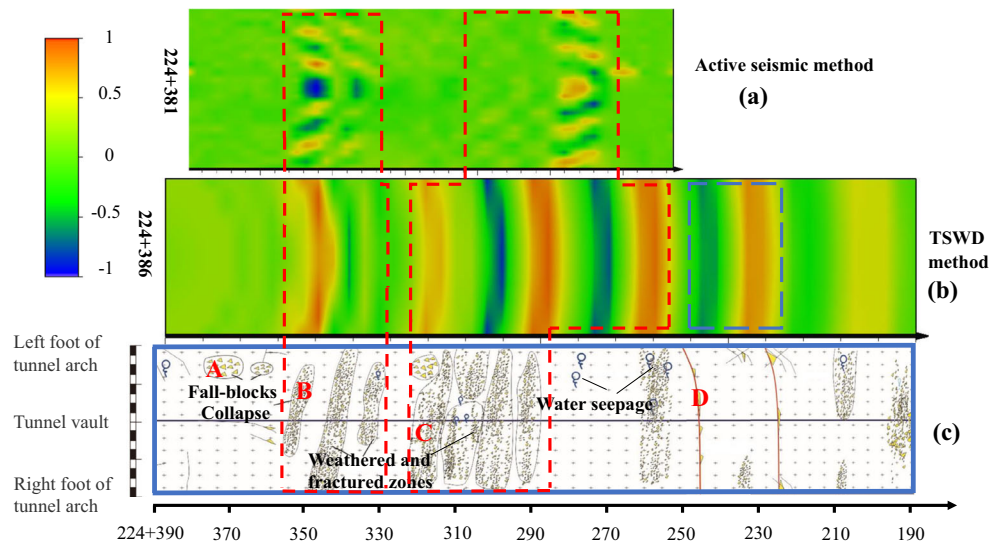 1
0.5
0
-0.5
-1
224+381
Active seismic method
(a)
224+386
TSWD
method
(b)
Left foot of
tunnel arch
Tunnel vault
Right foot of
tunnel arch
A
Fall-blocks
Collapse
B
Weathered and
fractured zones
C
Water seepage
D
(c)
224+390 370 350 330 310 290 270 250 230 210 190